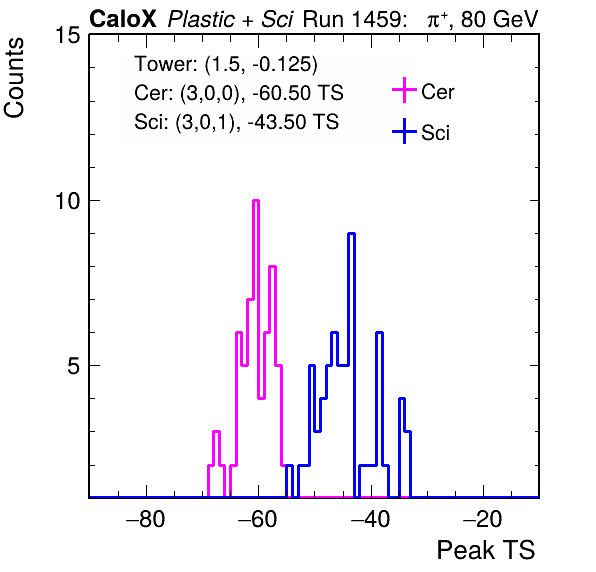 CaloX Plastic + Sci Run 1459: π⁺, 80 GeV
Counts
15
10
5
Tower: (1.5, -0.125)
Cer: (3,0,0), -60.50 TS
Sci: (3,0,1), -43.50 TS
Cer
Sci
−80 −60 −40 −20
Peak TS